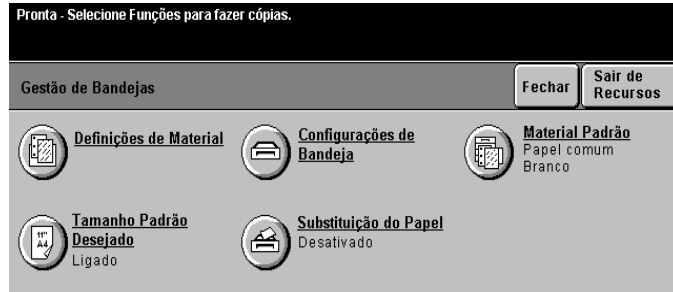 Pronta - Selecione Funções para fazer cópias.
Gestão de Bandejas
Fechar
Sair de
Recursos
Definições de Material
Configurações de
Bandeja
Material Padrão
Papel comum
Branco
11"
A4
Tamanho Padrão
Desejado
Ligado
Substituição do Papel
Desativado